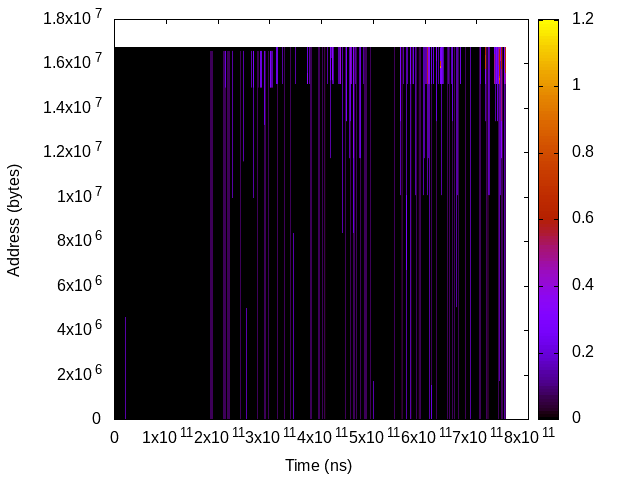 1.8x10 7
1.6x10 7
1.4x10 7
1.2x10 7
1x10 7
8x10 6
6x10 6
4x10 6
2x10 6
0
Address (bytes)
0 1x10 11 2x10 11 3x10 11 4x10 11 5x10 11 6x10 11 7x10 11 8x10 11
Time (ns)
1.2
1
0.8
0.6
0.4
0.2
0